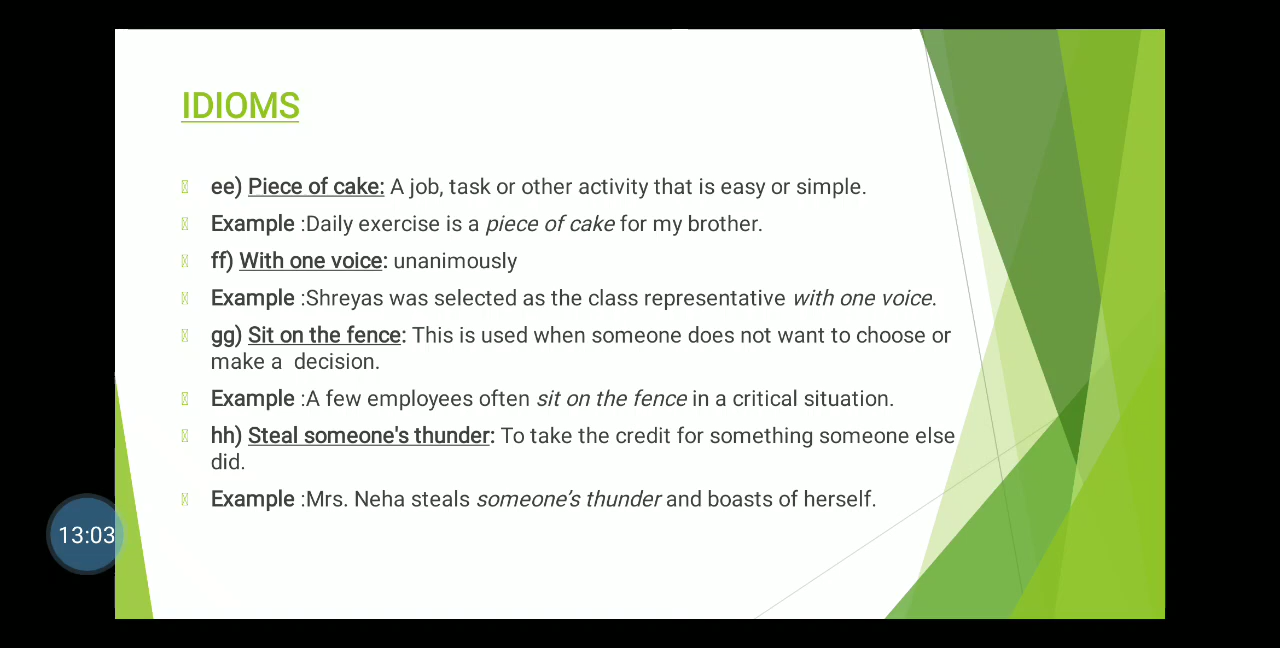 IDIOMS
ee) Piece of cake: A job, task or other activity that is easy or simple.
Example :Daily exercise is a piece of cake for my brother.
ff) With one voice: unanimously
Example :Shreyas was selected as the class representative with one voice.
gg) Sit on the fence: This is used when someone does not want to choose or
make a  decision.
Example :A few employees often sit on the fence in a critical situation.
hh) Steal someone's thunder: To take the credit for something someone else
did.
Example :Mrs. Neha steals someone’s thunder and boasts of herself.
13:03